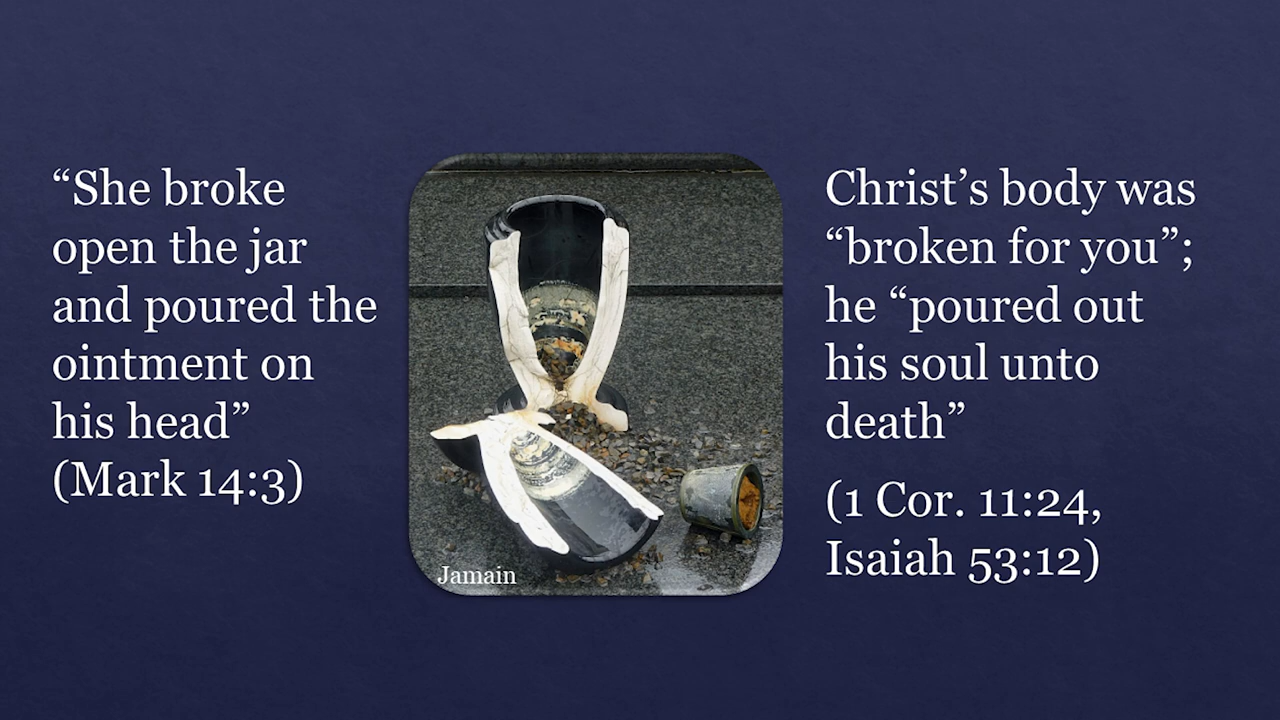 “She broke
open the jar
and poured the
ointment on
his head”
(Mark 14:3)
Jamain
Christ’s body was
“broken for you”;
he “poured out
his soul unto
death”
(1 Cor. 11:24,
Isaiah 53:12)